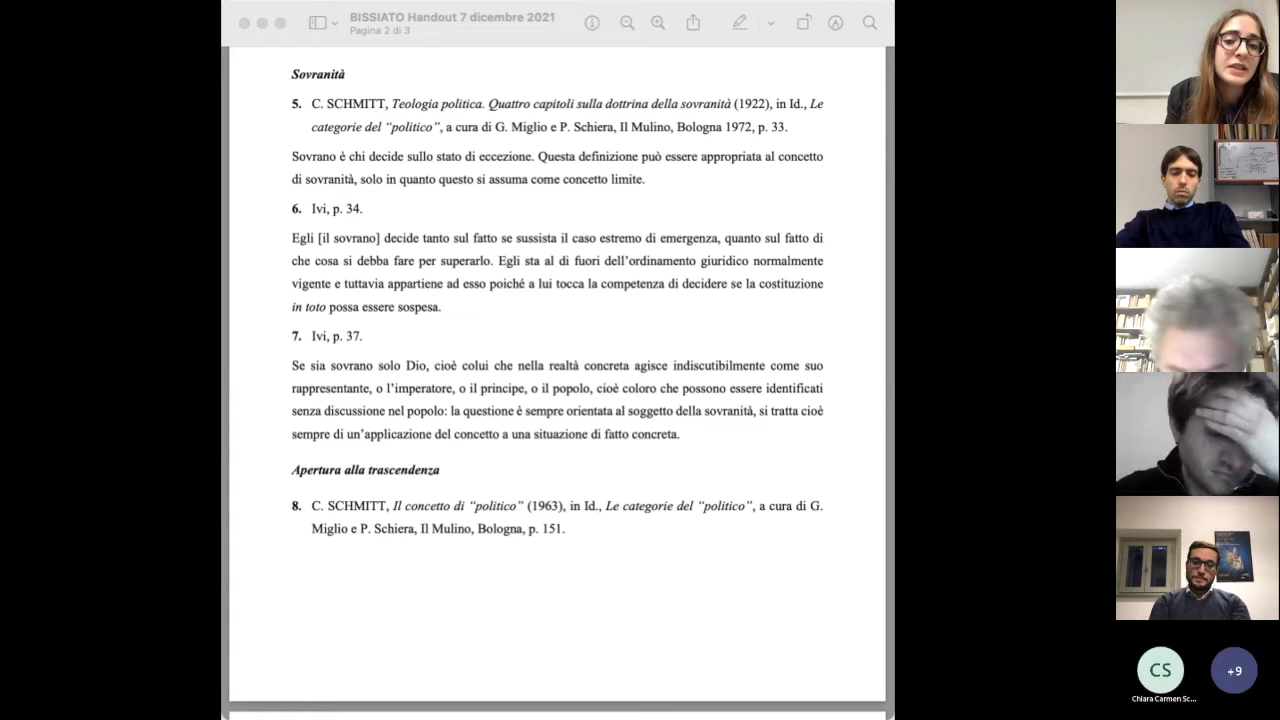 BISSIATO Handout 7 dicembre 2021
Pagina 2 di 3
Sovranità
5. C. SCHMITT, Teologia politica. Quattro capitoli sulla dottrina della sovranità (1922), in Id., Le
categorie del “politico”, a cura di G. Miglio e P. Schiera, Il Mulino, Bologna 1972, p. 33.
Sovrano è chi decide sullo stato di eccezione. Questa definizione può essere appropriata al concetto
di sovranità, solo in quanto questo si assuma come concetto limite.
6. Ivi, p. 34.
Egli [il sovrano] decide tanto sul fatto se sussista il caso estremo di emergenza, quanto sul fatto di
che cosa si debba fare per superarlo. Egli sta al di fuori dell’ordinamento giuridico normalmente
vigente e tuttavia appartiene ad esso poiché a lui tocca la competenza di decidere se la costituzione
in toto possa essere sospesa.
7. Ivi, p. 37.
Se sia sovrano solo Dio, cioè colui che nella realtà concreta agisce indiscutibilmente come suo
rappresentante, o l’imperatore, o il principe, o il popolo, cioè coloro che possono essere identificati
senza discussione nel popolo: la questione è sempre orientata al soggetto della sovranità, si tratta cioè
sempre di un’applicazione del concetto a una situazione di fatto concreta.
Apertura alla trascendenza
8. C. SCHMITT, Il concetto di “politico” (1963), in Id., Le categorie del “politico”, a cura di G.
Miglio e P. Schiera, Il Mulino, Bologna, p. 151.
CS
+9
Chiara Carmen Sc...